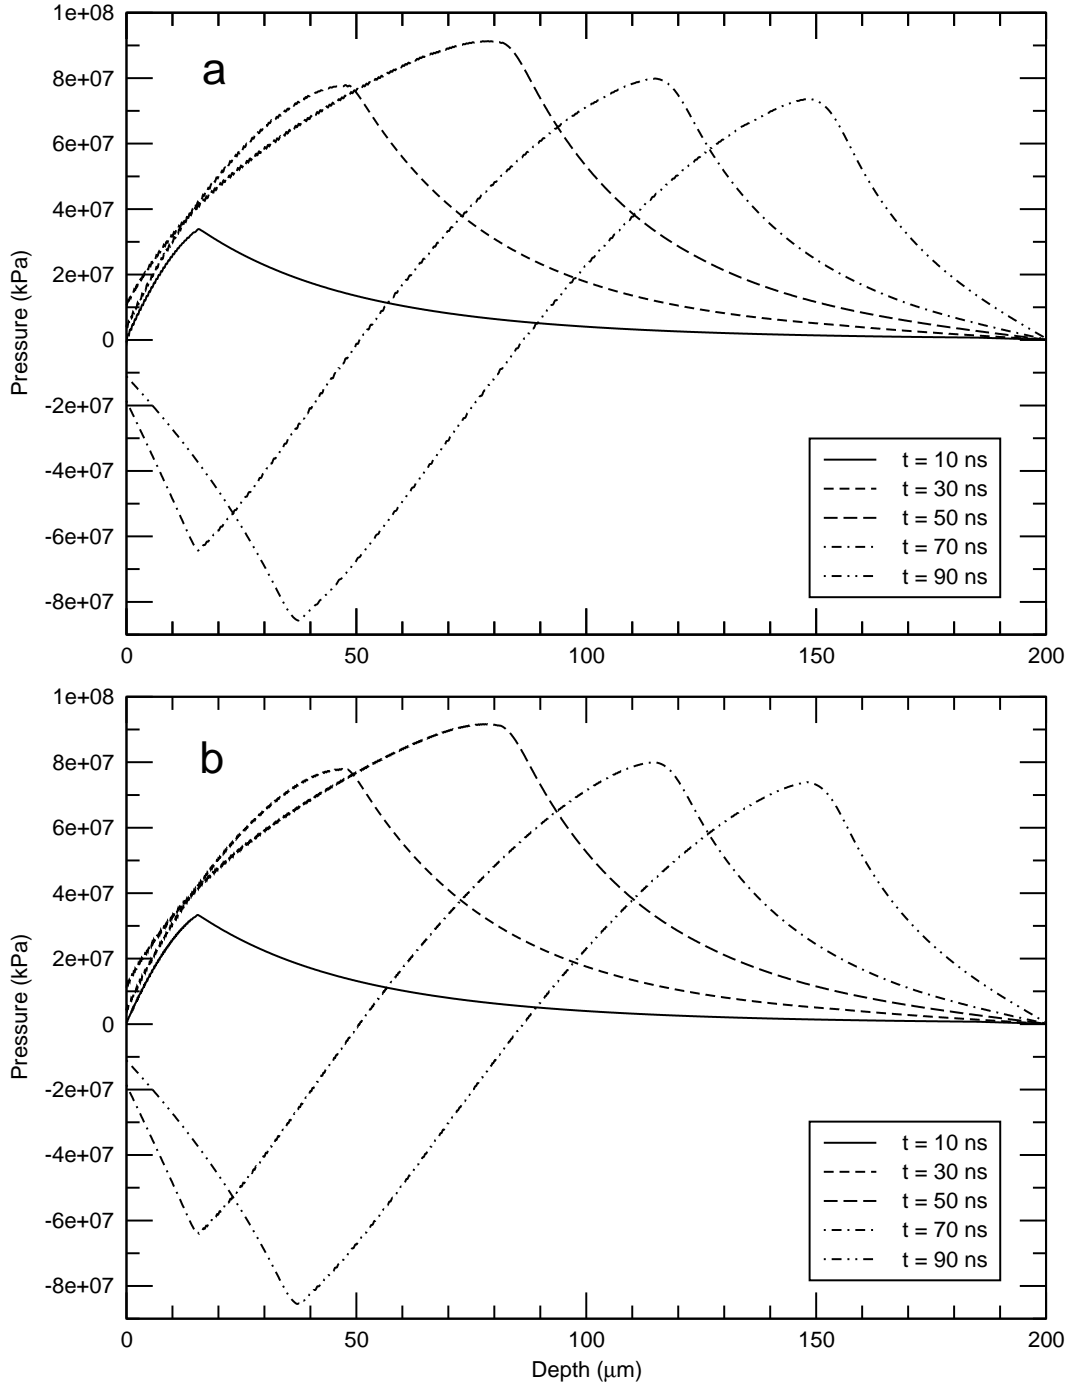 1e+08
8e+07
6e+07
4e+07
2e+07
0
-2e+07
-4e+07
-6e+07
-8e+07
Pressure (kPa)
a
t = 10 ns
t = 30 ns
t = 50 ns
t = 70 ns
t = 90 ns
0 50 100 150 200
1e+08
8e+07
6e+07
4e+07
2e+07
0
-2e+07
-4e+07
-6e+07
-8e+07
Pressure (kPa)
b
t = 10 ns
t = 30 ns
t = 50 ns
t = 70 ns
t = 90 ns
0 50 100 150 200
Depth (μm)